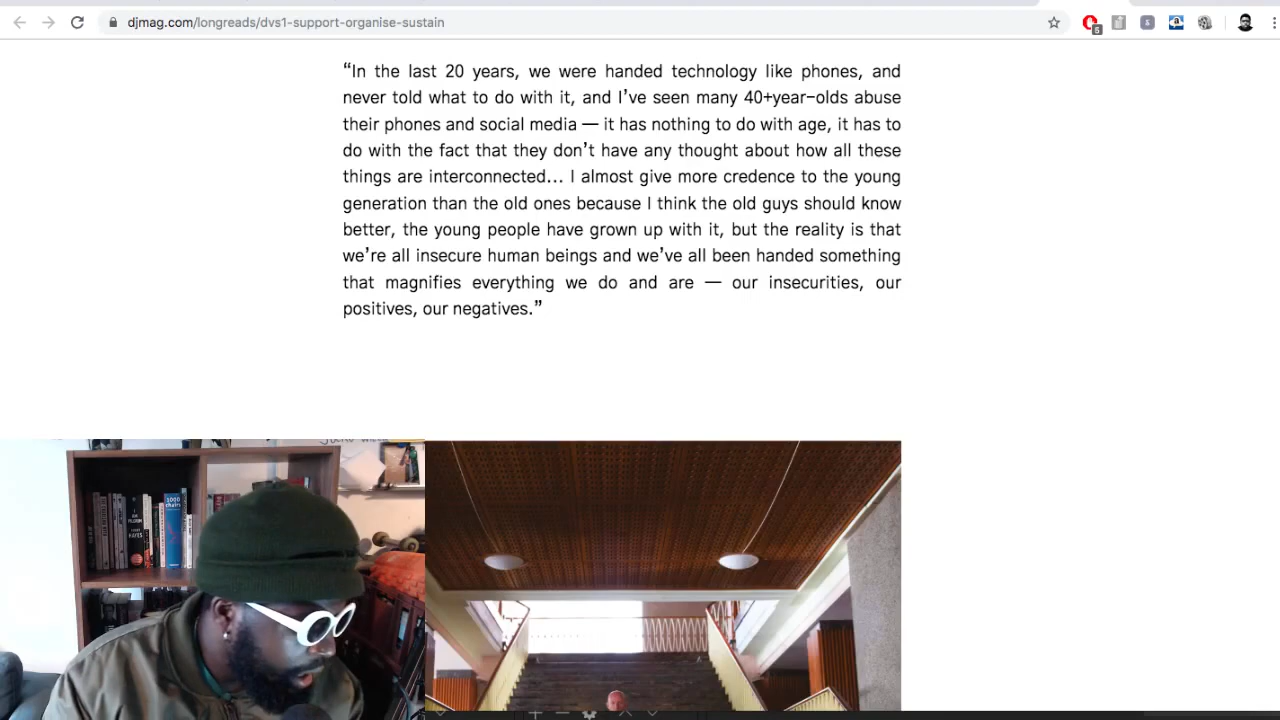 djmag.com/longreads/dvs1-support-organise-sustain
5
“In the last 20 years, we were handed technology like phones, and
never told what to do with it, and I’ve seen many 40+year-olds abuse
their phones and social media — it has nothing to do with age, it has to
do with the fact that they don’t have any thought about how all these
things are interconnected... I almost give more credence to the young
generation than the old ones because I think the old guys should know
better, the young people have grown up with it, but the reality is that
we’re all insecure human beings and we’ve all been handed something
that magnifies everything we do and are — our insecurities, our
positives, our negatives.”
1000
chairs
I AM
PILGRIM
HAYES